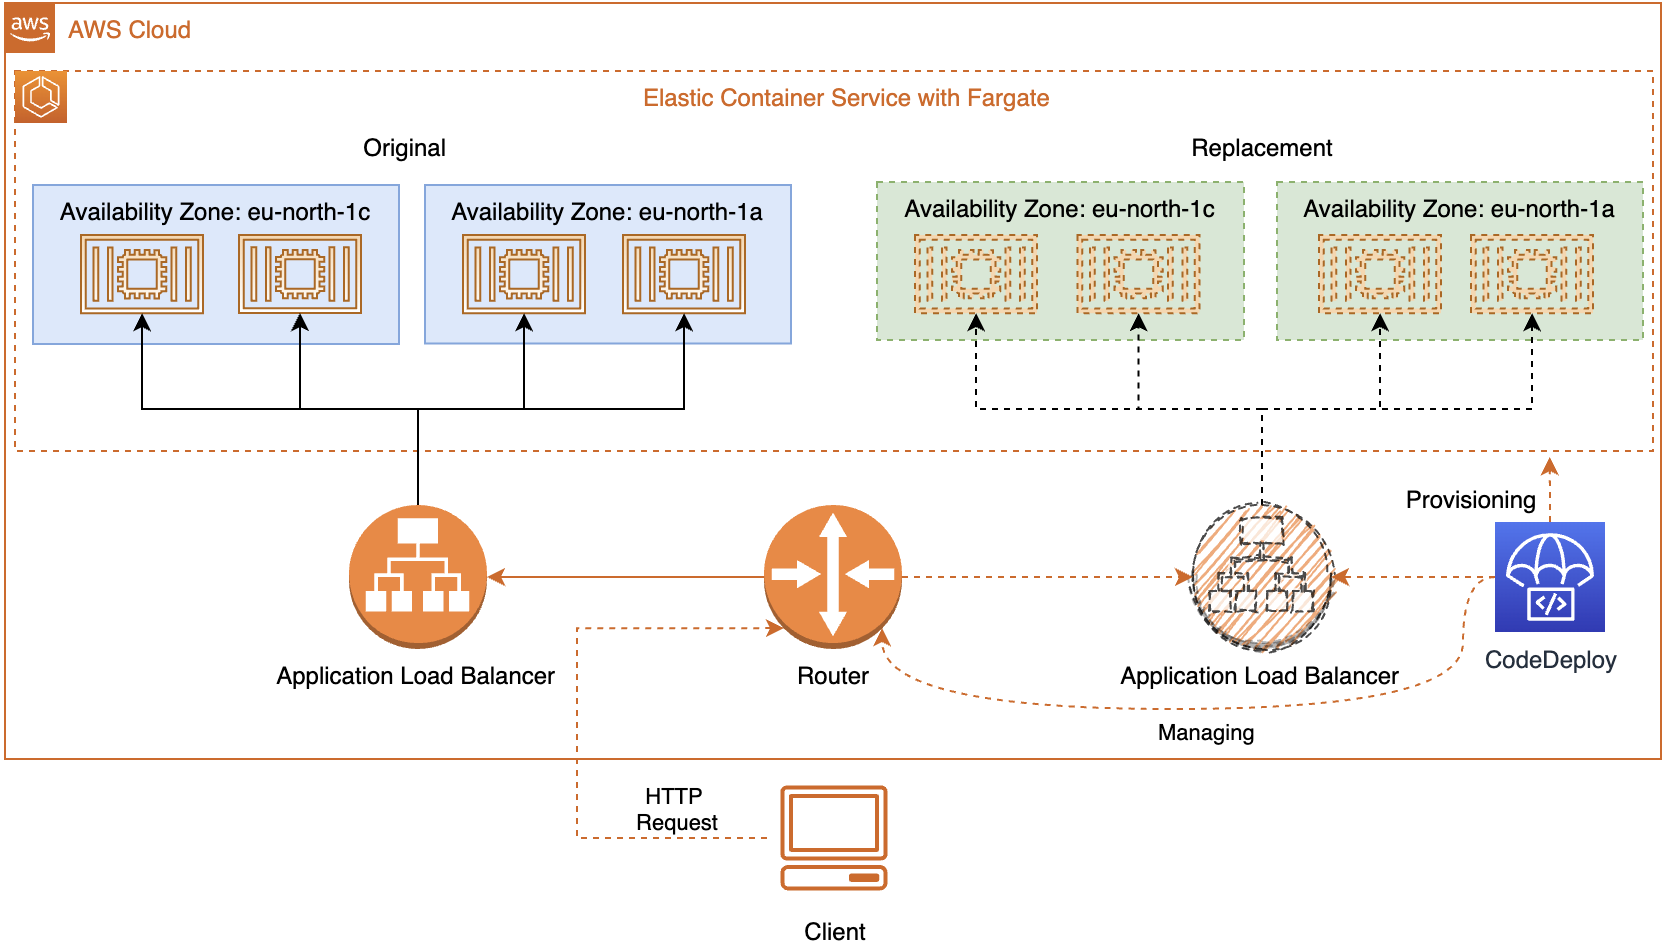 aws
AWS Cloud
Elastic Container Service with Fargate
Original
Replacement
Availability Zone: eu-north-1c
Availability Zone: eu-north-1a
Availability Zone: eu-north-1c
Availability Zone: eu-north-1a
Provisioning
</>
CodeDeploy
Application Load Balancer
Router
Application Load Balancer
Managing
HTTP
Request
Client